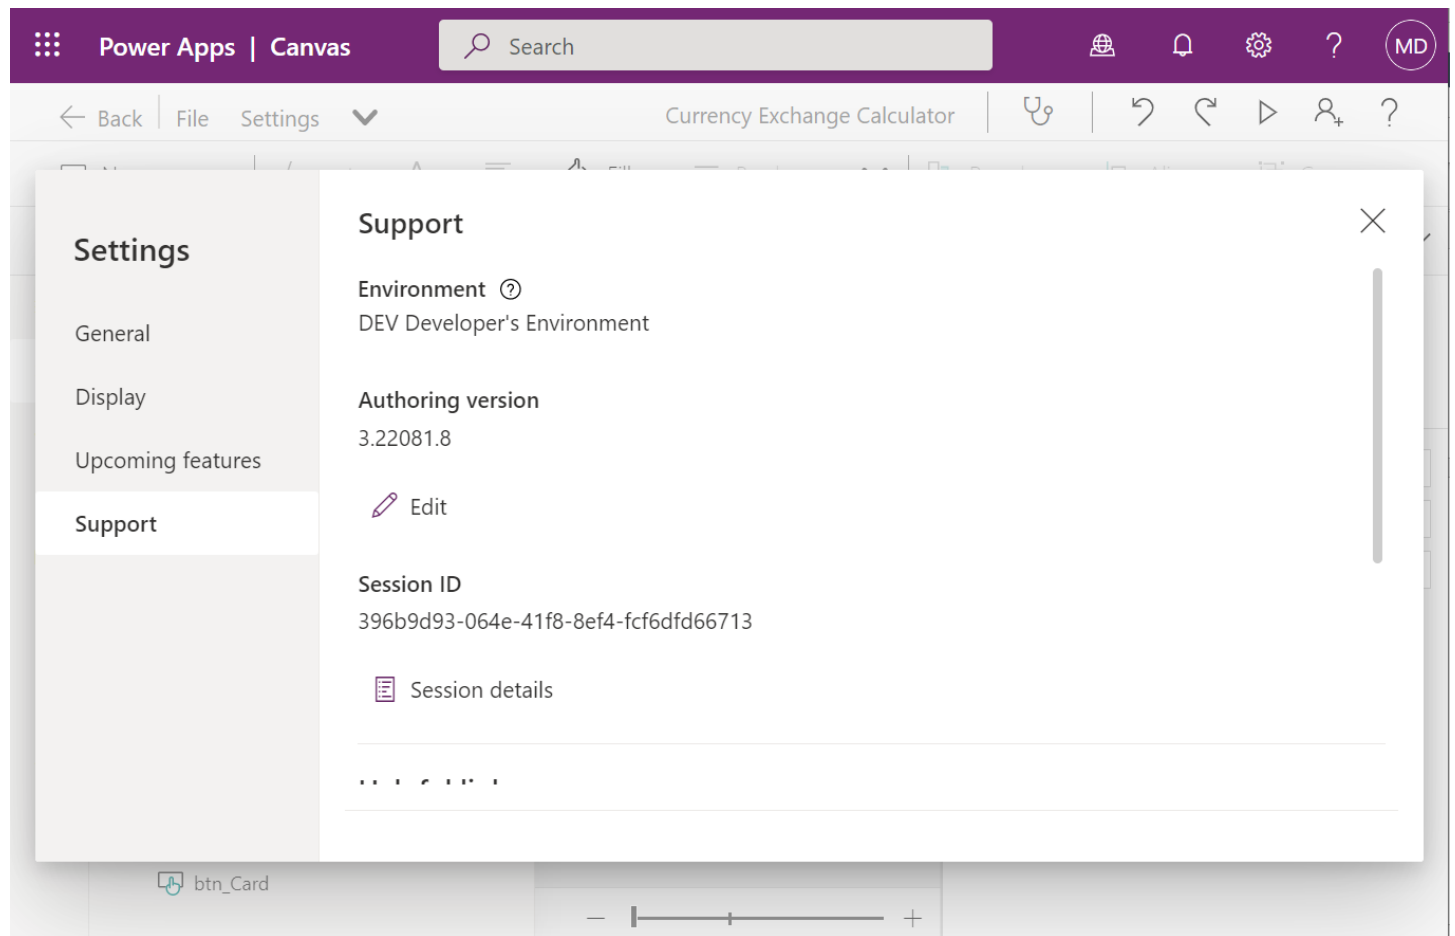 Power Apps | Canvas
Search
MD
Back
File
Settings
Currency Exchange Calculator
Settings
General
Display
Upcoming features
Support
Support
Environment
DEV Developer's Environment
Authoring version
3.22081.8
Edit
Session ID
396b9d93-064e-41f8-8ef4-fcf6dfd66713
Session details
btn_Card